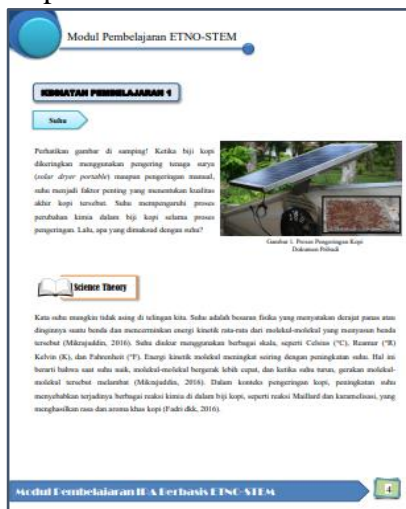 Modul Pembelajaran ETNO-STEM
KEGIATAN PEMBELAJARAN 1
Suhu
Perhatikan gambar di samping! Ketika biji kopi
dikeringkan menggunakan pengering tenaga surya
(solar dryer portable) maupun pengeringan manual,
suhu menjadi faktor penting yang menentukan kualitas
akhir kopi tersebut. Suhu mempengaruhi proses
perubahan kimia dalam biji kopi selama proses
pengeringan. Lalu, apa yang dimaksud dengan suhu?
Gambar 1. Proses Pengeringan Kopi
Dokumen Pribadi
Science Theory
Kata suhu mungkin tidak asing di telingan kita. Suhu adalah besaran fisika yang menyatakan derajat panas atau
dinginnya suatu benda dan mencerminkan energi kinetik rata-rata dari molekul-molekul yang menyusun benda
tersebut (Mikrajuddin, 2016). Suhu diukur menggunakan berbagai skala, seperti Celsius (°C), Reamur (°R)
Kelvin (K), dan Fahrenheit (°F). Energi kinetik molekul meningkat seiring dengan peningkatan suhu. Hal ini
berarti bahwa saat suhu naik, molekul-molekul bergerak lebih cepat, dan ketika suhu turun, gerakan molekul-
molekul tersebut melambat (Mikrajuddin, 2016). Dalam konteks pengeringan kopi, peningkatan suhu
menyebabkan terjadinya berbagai reaksi kimia di dalam biji kopi, seperti reaksi Maillard dan karamelisasi, yang
menghasilkan rasa dan aroma khas kopi (Fadri dkk, 2016).
Modul Pembelajaran IPA Berbasis ETNO-STEM
4